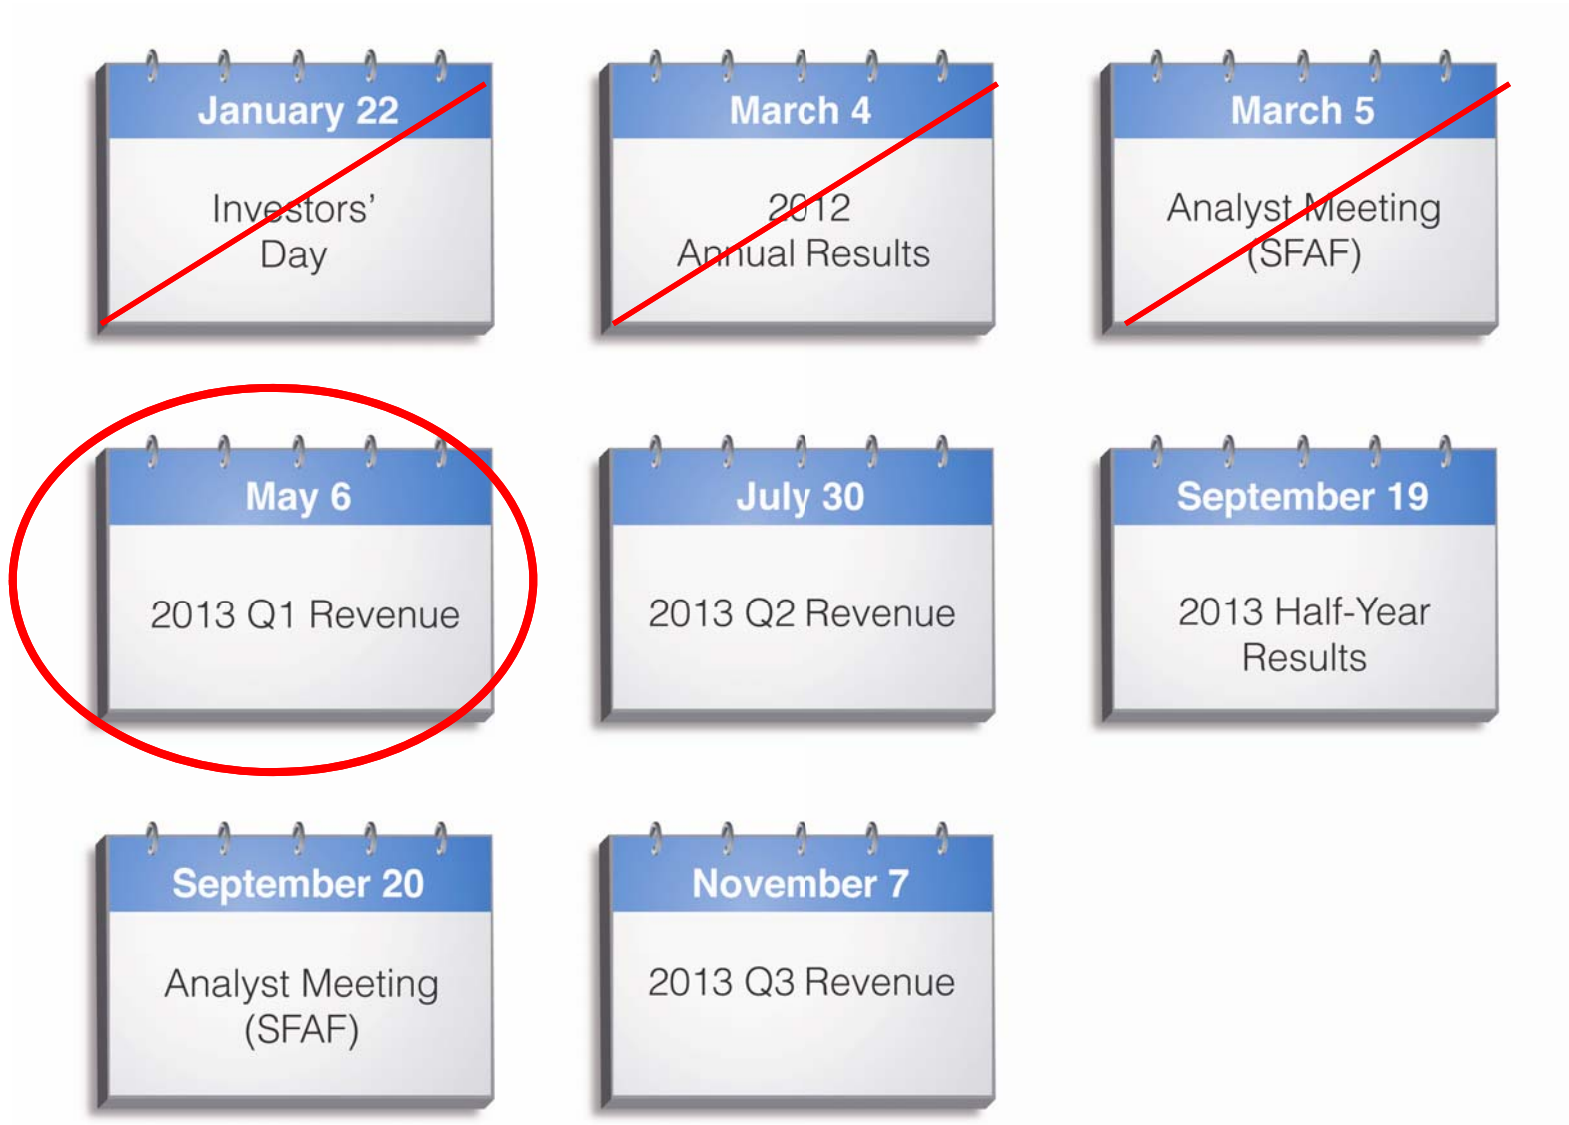 January 22
Investors’
Day
March 4
2012
Annual Results
March 5
Analyst Meeting
(SFAF)
May 6
2013 Q1 Revenue
July 30
2013 Q2 Revenue
September 19
2013 Half-Year
Results
September 20
Analyst Meeting
(SFAF)
November 7
2013 Q3 Revenue